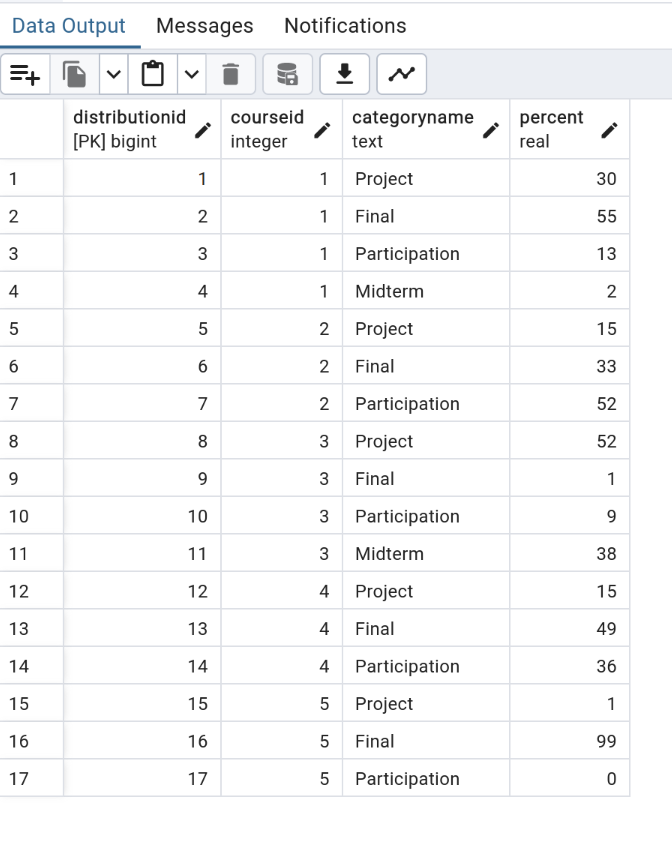 Data Output Messages Notifications
distributionid courseid categoryname percent
[PK] bigint integer text real
1 1 1 Project 30
2 2 1 Final 55
3 3 1 Participation 13
4 4 1 Midterm 2
5 5 2 Project 15
6 6 2 Final 33
7 7 2 Participation 52
8 8 3 Project 52
9 9 3 Final 1
10 10 3 Participation 9
11 11 3 Midterm 38
12 12 4 Project 15
13 13 4 Final 49
14 14 4 Participation 36
15 15 5 Project 1
16 16 5 Final 99
17 17 5 Participation 0